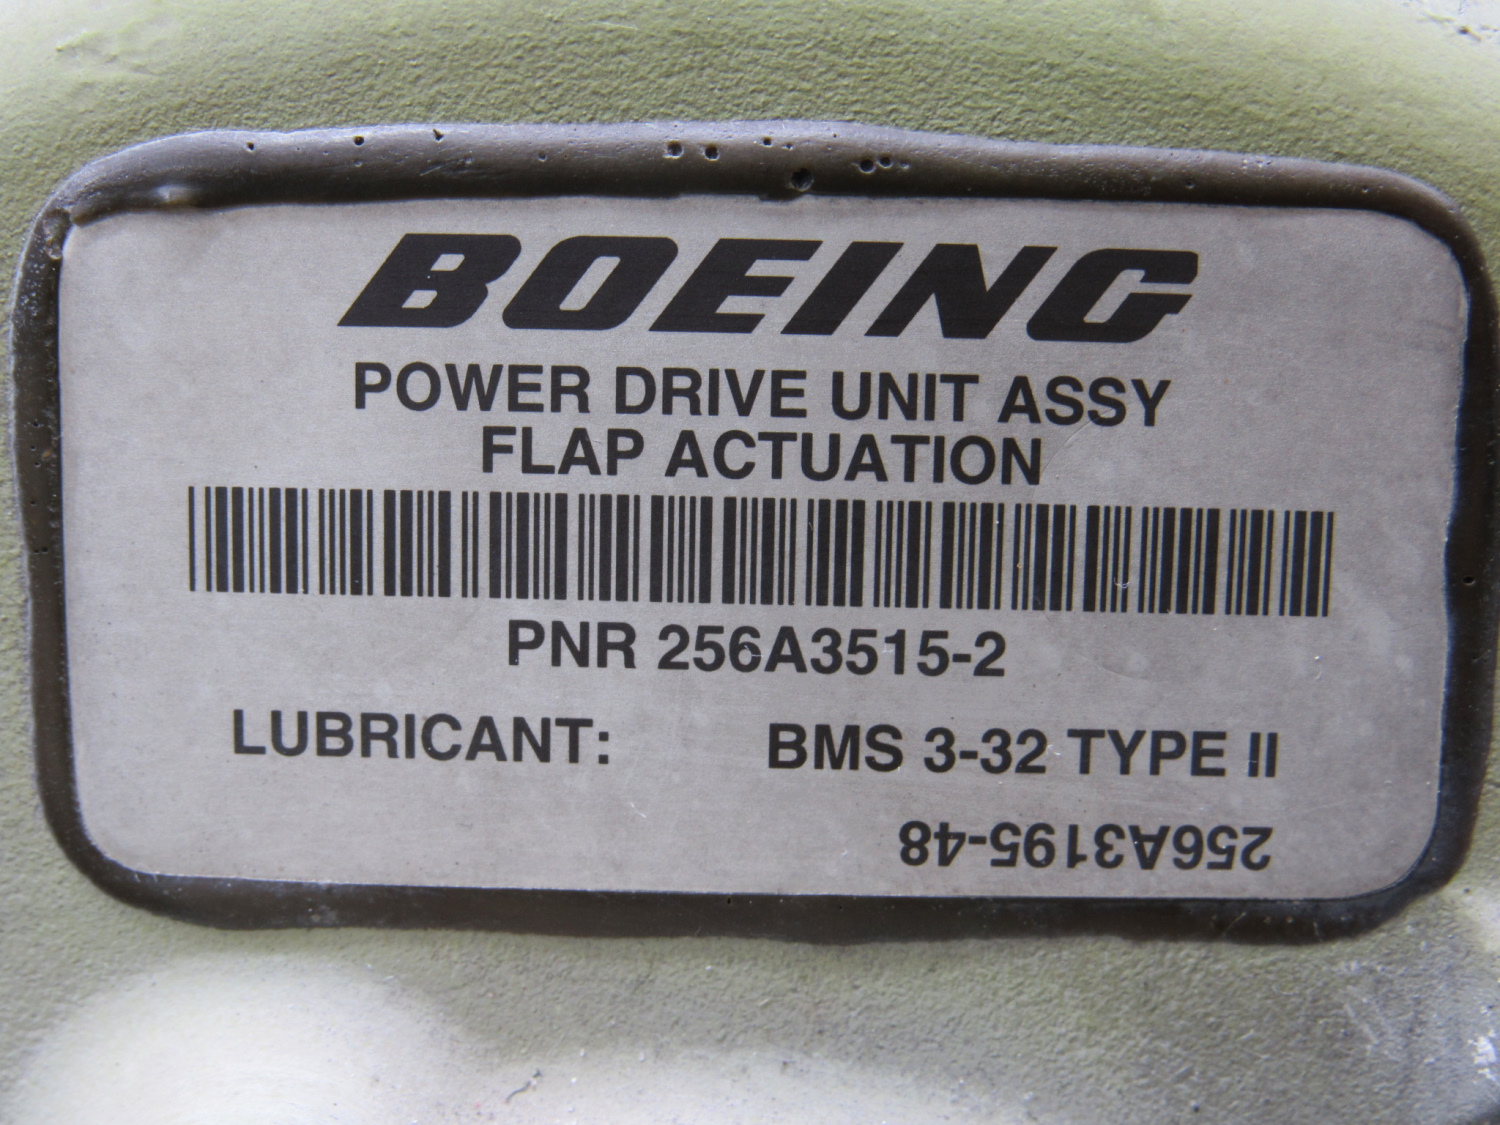 BOEING
POWER DRIVE UNIT ASSY
FLAP ACTUATION
PNR 256A3515-2
LUBRICANT: BMS 3-32 TYPE II
256A3195-48